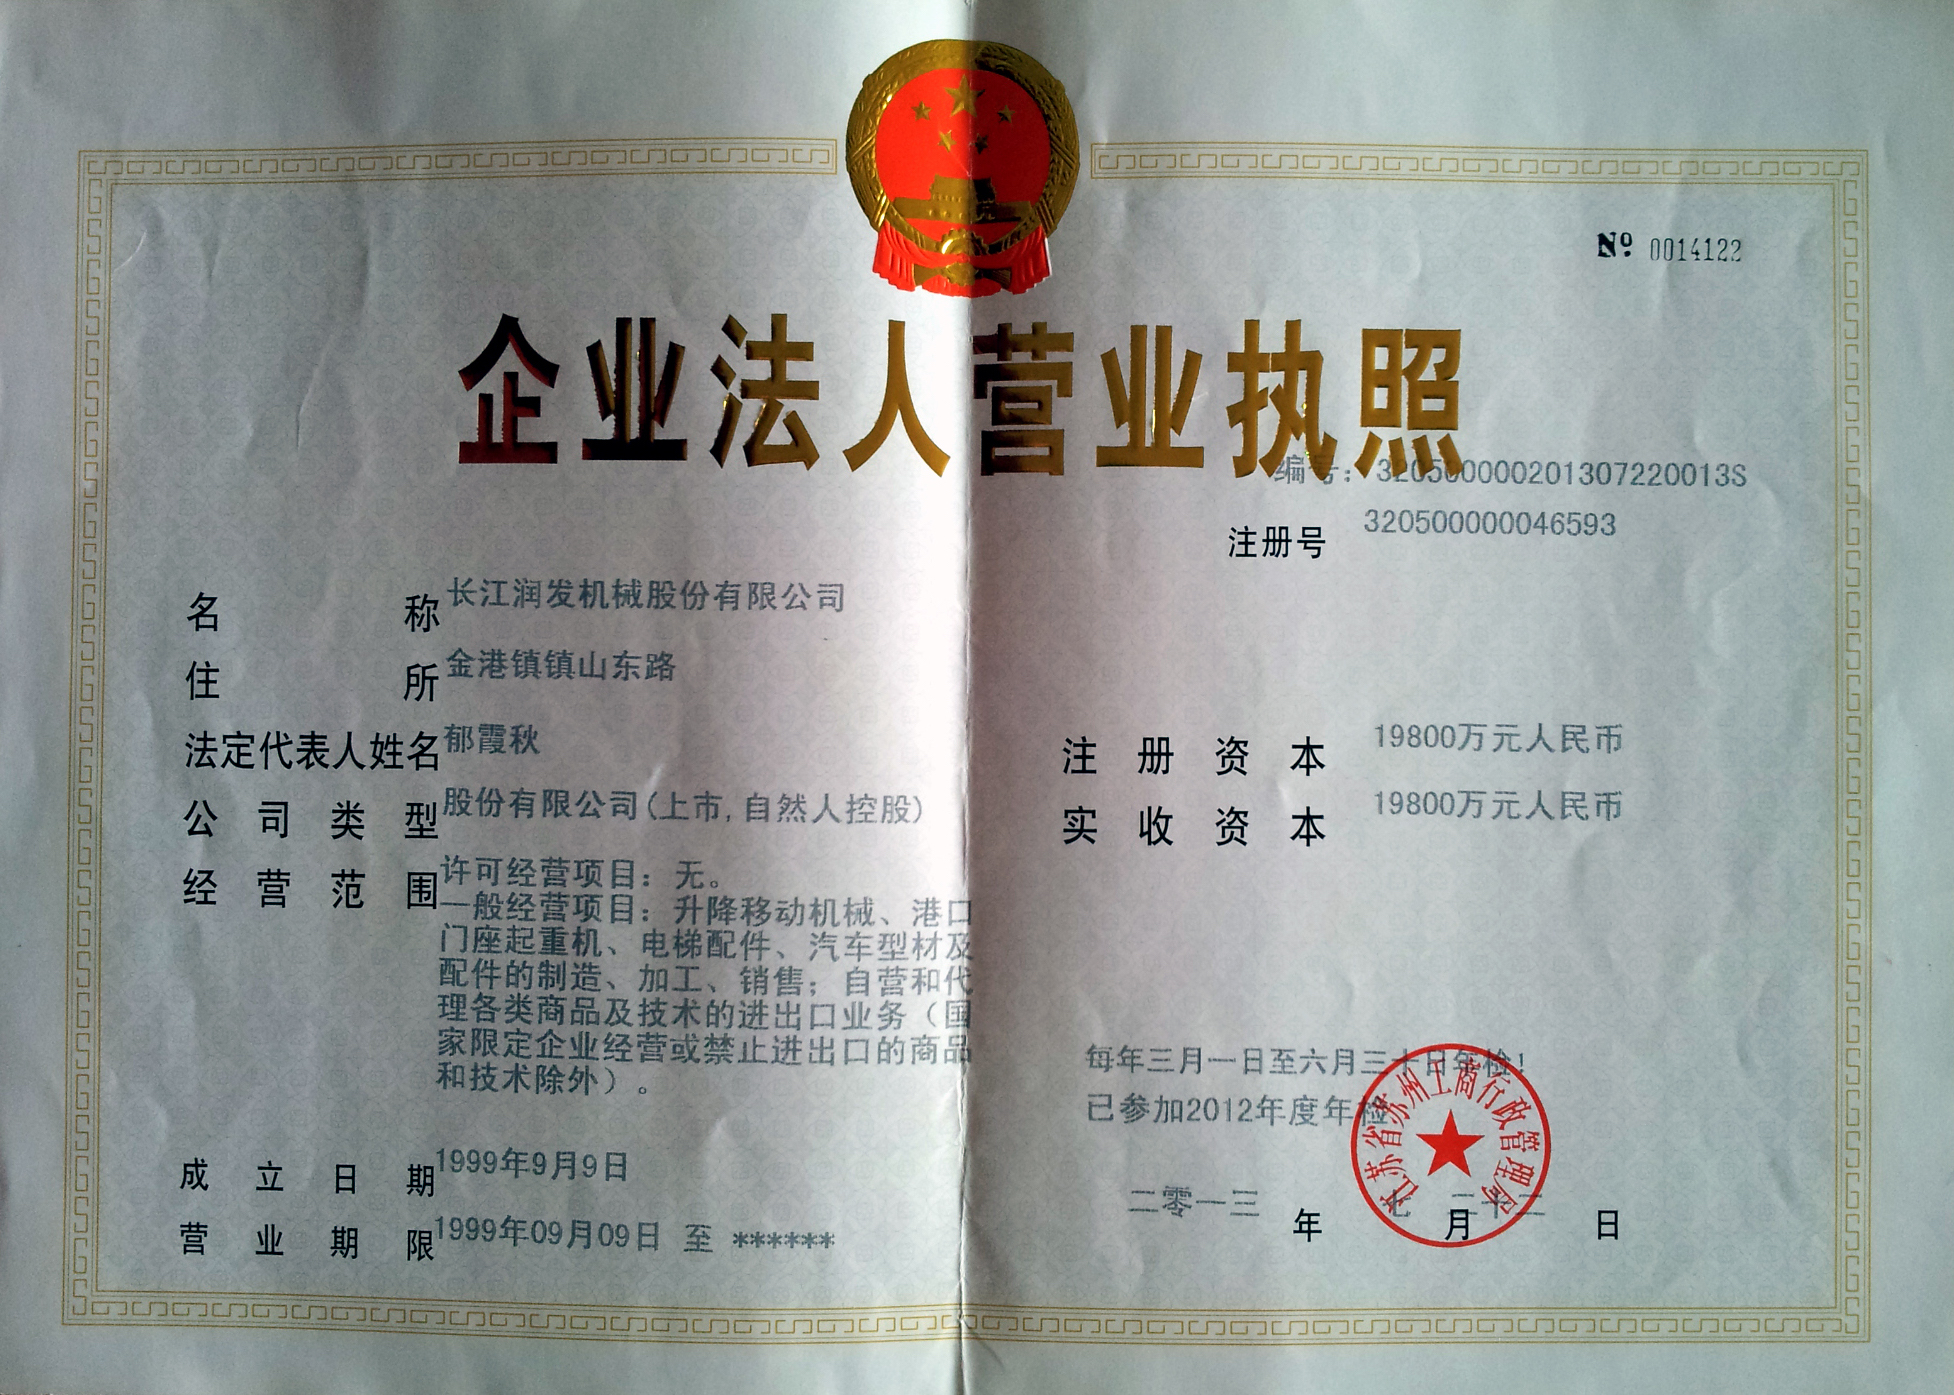 № 0014122
企业法人营业执照
编号：320500000201307220013S
注册号 320500000046593
名称 长江润发机械股份有限公司
住所 金港镇镇山东路
法定代表人姓名 郁霞秋
公司类型 股份有限公司(上市,自然人控股)
经营范围 许可经营项目：无。
一般经营项目：升降移动机械、港口
门座起重机、电梯配件、汽车型材及
配件的制造、加工、销售；自营和代
理各类商品及技术的进出口业务（国
家限定企业经营或禁止进出口的商品
和技术除外）。
成立日期 1999年9月9日
营业期限 1999年09月09日 至 ******
注册资本 19800万元人民币
实收资本 19800万元人民币
每年三月一日至六月三十日年检！
已参加2012年度年检
江苏省苏州工商行政管理局
二零一三 年 七 月 二十二 日